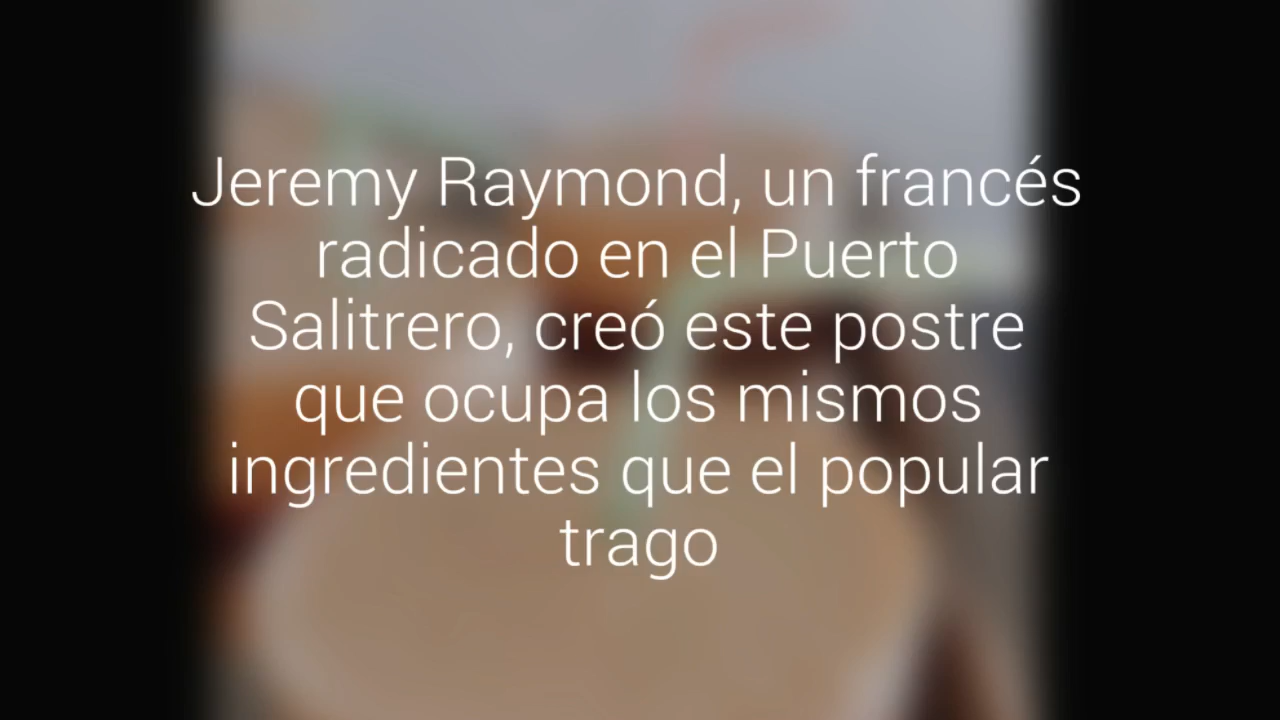 Jeremy Raymond, un francés
radicado en el Puerto
Salitrero, creó este postre
que ocupa los mismos
ingredientes que el popular
trago